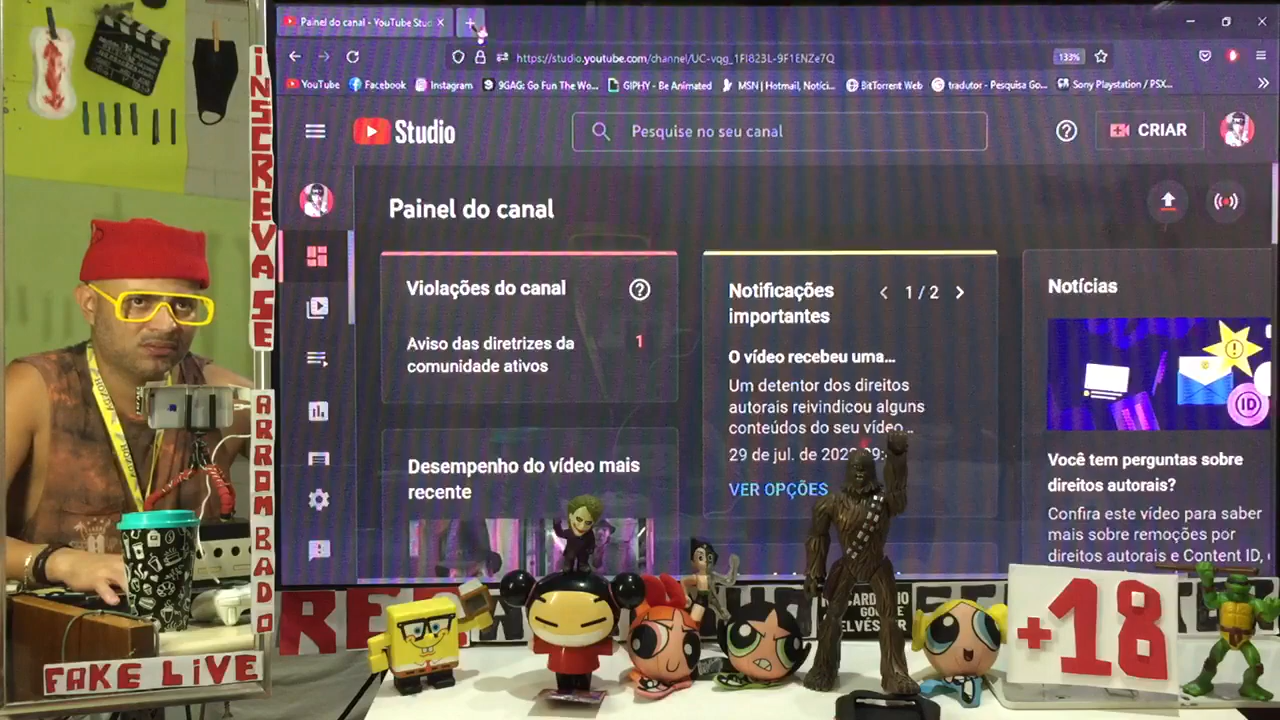 Painel do canal - YouTube Stud
https://studio.youtube.com/channel/UC-vqg_1FI823L-9F1ENZe7Q
133%
YouTube
Facebook
Instagram
9GAG: Go Fun The Wo...
GIPHY - Be Animated
MSN | Hotmail, Notíci...
BitTorrent Web
tradutor - Pesquisa Go...
Sony Playstation / PSX...
Studio
Pesquise no seu canal
CRIAR
Painel do canal
Violações do canal
Aviso das diretrizes da
comunidade ativos
1
Desempenho do vídeo mais
recente
Notificações
importantes
1 / 2
O vídeo recebeu uma...
Um detentor dos direitos
autorais reivindicou alguns
conteúdos do seu vídeo...
29 de jul. de
VER OPÇÕES
Notícias
ID
Você tem perguntas sobre
direitos autorais?
Confira este vídeo para saber
mais sobre remoções por
direitos autorais e Content ID,
INSCREVA SE
ARROMBADO
FAKE LIVE
+18